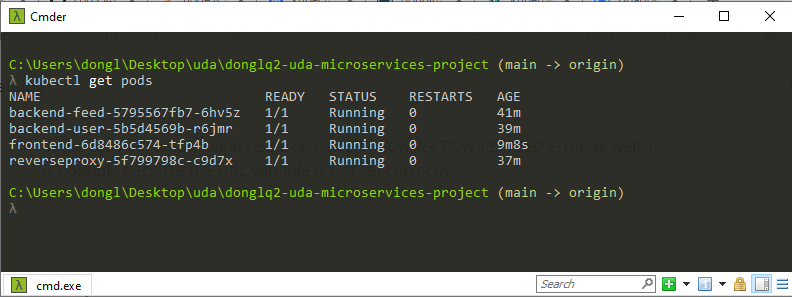 Cmder
C:\Users\dongl\Desktop\uda\donglq2-uda-microservices-project (main -> origin)
λ kubectl get pods
NAME READY STATUS RESTARTS AGE
backend-feed-5795567fb7-6hv5z 1/1 Running 0 41m
backend-user-5b5d4569b-r6jmr 1/1 Running 0 39m
frontend-6d8486c574-tfp4b 1/1 Running 0 9m8s
reverseproxy-5f799798c-c9d7x 1/1 Running 0 37m
C:\Users\dongl\Desktop\uda\donglq2-uda-microservices-project (main -> origin)
λ
λ cmd.exe
Search